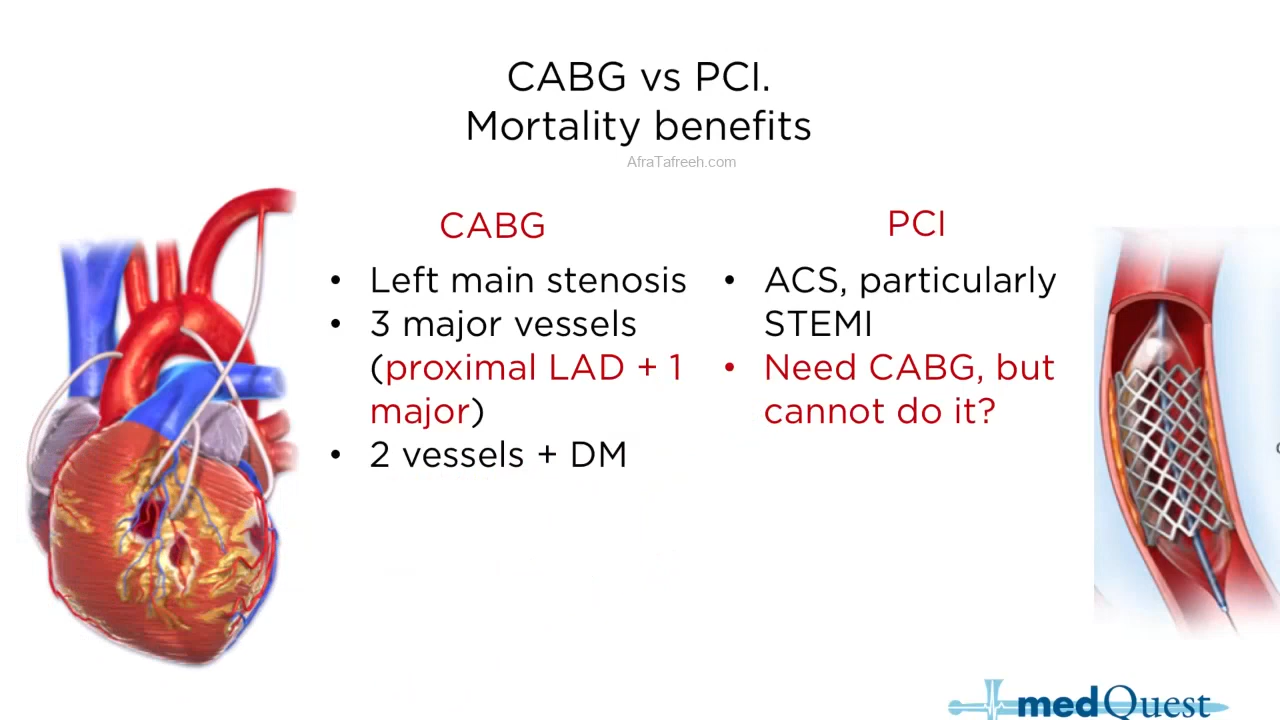 CABG vs PCI.
Mortality benefits
AfraTafreeh.com
CABG
• Left main stenosis
• 3 major vessels
(proximal LAD + 1
major)
• 2 vessels + DM
PCI
• ACS, particularly
STEMI
• Need CABG, but
cannot do it?
medQuest